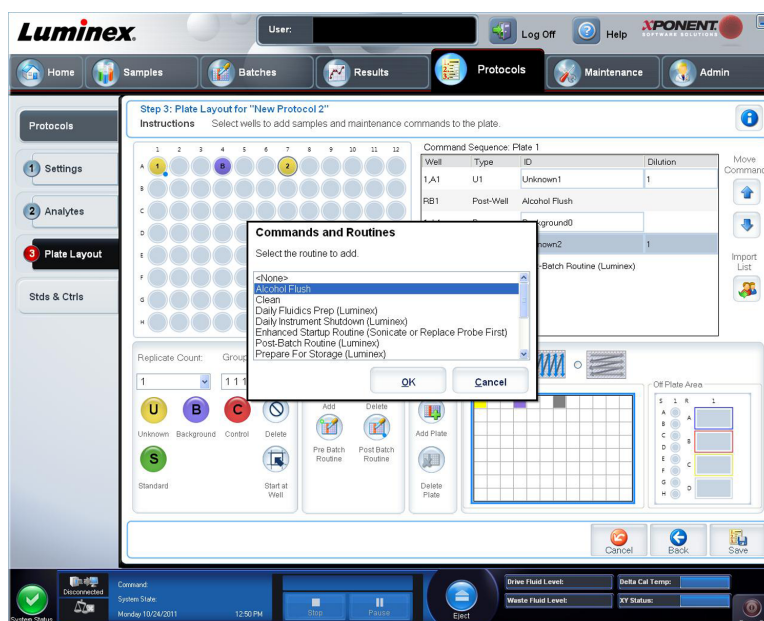 Luminex.
User:
Log Off
Help
XPONENT
SOFTWARE SOLUTIONS
Home
Samples
Batches
Results
Protocols
Maintenance
Admin
Protocols
1 Settings
2 Analytes
3 Plate Layout
Stds & Ctrls
Step 3: Plate Layout for "New Protocol 2"
Instructions Select wells to add samples and maintenance commands to the plate.
1 2 3 4 5 6 7 8 9 10 11 12
A 1 B 2
B
C
D
E
F
G
H
Command Sequence: Plate 1
Well Type ID Dilution
1,A1 U1 Unknown1 1
RB1 Post-Well Alcohol Flush
1
Move
Command
Import
List
Commands and Routines
Select the routine to add.
<None>
Alcohol Flush
Clean
Daily Fluidics Prep (Luminex)
Daily Instrument Shutdown (Luminex)
Enhanced Startup Routine (Sonicate or Replace Probe First)
Post-Batch Routine (Luminex)
Prepare For Storage (Luminex)
OK Cancel
Replicate Count:
1
1 1 1
U B C
Unknown Background Control Delete
S
Standard
Start at
Well
Add Delete
Pre Batch
Routine
Post Batch
Routine
Add Plate
Delete
Plate
Off Plate Area
S 1 R 1
A
B
C
D
E
F
G
H
A
B
C
D
Cancel Back Save
System Status
Disconnected
Command:
System State:
Monday 10/24/2011 12:50 PM
Stop Pause
Eject
Drive Fluid Level:
Waste Fluid Level:
Delta Cal Temp:
XY Status: